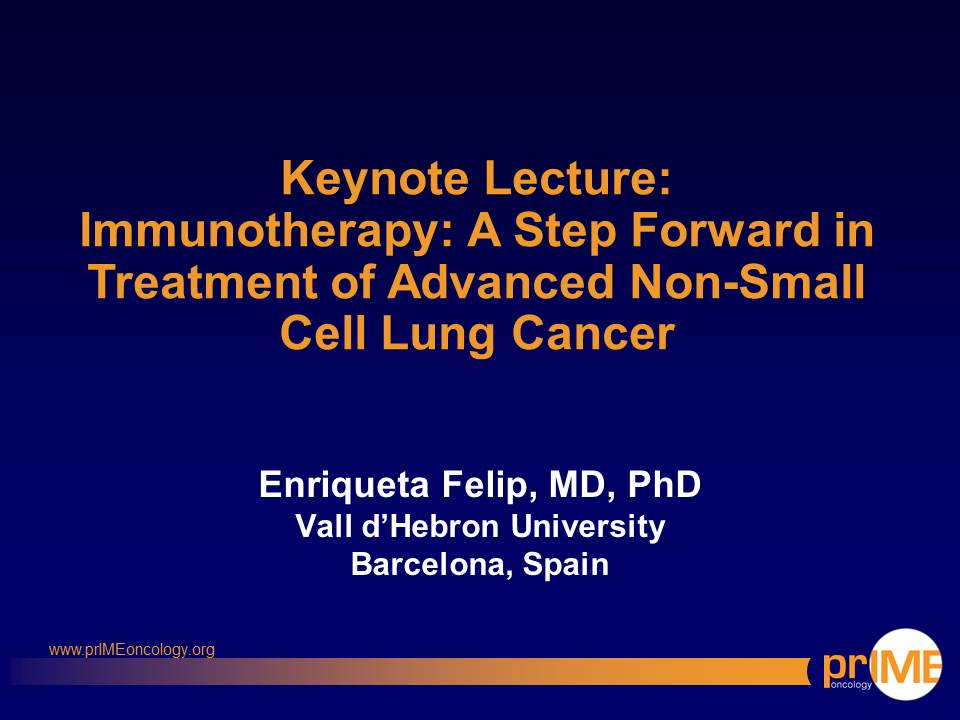 Keynote Lecture:
Immunotherapy: A Step Forward in
Treatment of Advanced Non-Small
Cell Lung Cancer
Enriqueta Felip, MD, PhD
Vall d’Hebron University
Barcelona, Spain
www.prIMEoncology.org
prIME
oncology